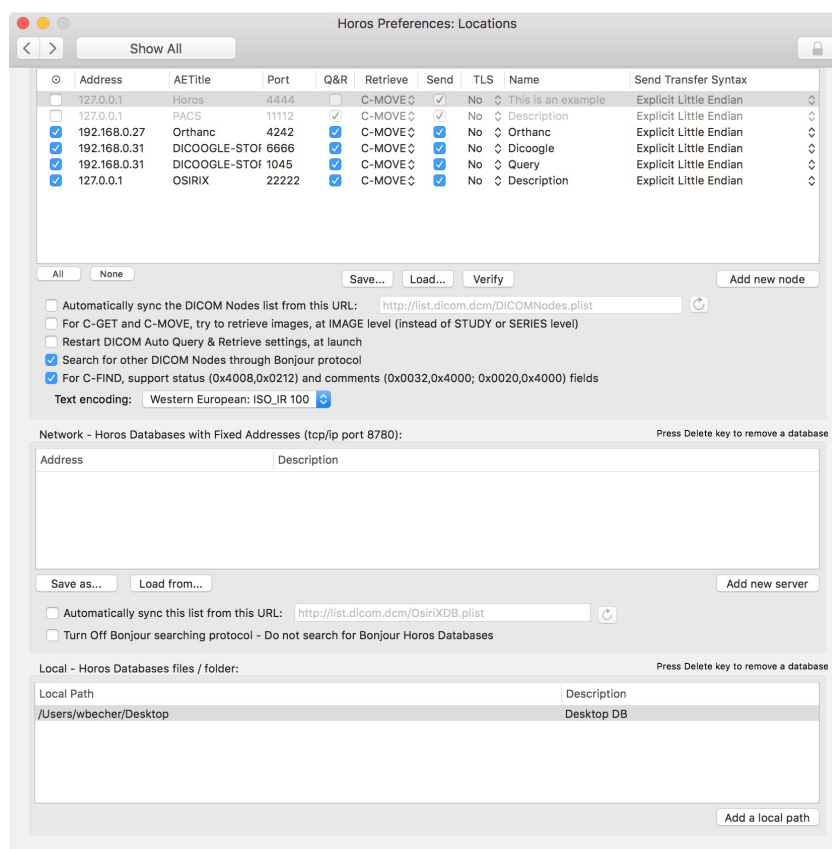 Horos Preferences: Locations
Show All
Address AETitle Port Q&R Retrieve Send TLS Name Send Transfer Syntax
127.0.0.1 Horos 4444 C-MOVE No This is an example Explicit Little Endian
127.0.0.1 PACS 11112 C-MOVE No Description Explicit Little Endian
192.168.0.27 Orthanc 4242 C-MOVE No Orthanc Explicit Little Endian
192.168.0.31 DICOOGLE-STOR 6666 C-MOVE No Dicoogle Explicit Little Endian
192.168.0.31 DICOOGLE-STOR 1045 C-MOVE No Query Explicit Little Endian
127.0.0.1 OSIRIX 22222 C-MOVE No Description Explicit Little Endian
All None Save... Load... Verify Add new node
Automatically sync the DICOM Nodes list from this URL: http://list.dicom.dcm/DICOMNodes.plist
For C-GET and C-MOVE, try to retrieve images, at IMAGE level (instead of STUDY or SERIES level)
Restart DICOM Auto Query & Retrieve settings, at launch
Search for other DICOM Nodes through Bonjour protocol
For C-FIND, support status (0x4008,0x0212) and comments (0x0032,0x4000; 0x0020,0x4000) fields
Text encoding: Western European: ISO_IR 100
Network - Horos Databases with Fixed Addresses (tcp/ip port 8780): Press Delete key to remove a database
Address Description
Save as... Load from... Add new server
Automatically sync this list from this URL: http://list.dicom.dcm/OsiriXDB.plist
Turn Off Bonjour searching protocol - Do not search for Bonjour Horos Databases
Local - Horos Databases files / folder: Press Delete key to remove a database
Local Path Description
/Users/wbecher/Desktop Desktop DB
Add a local path